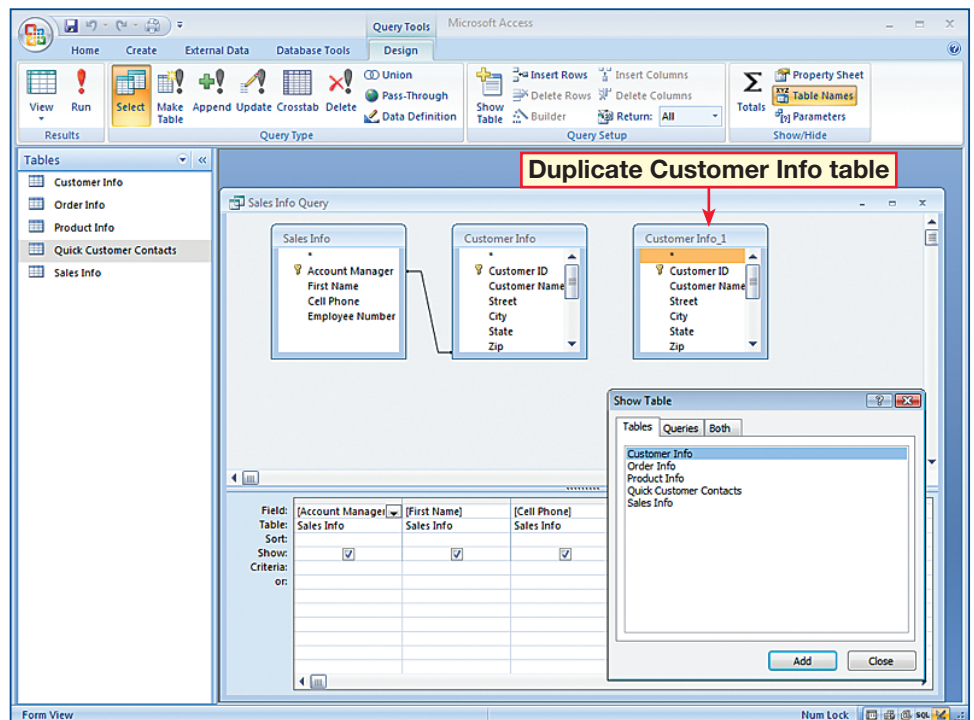 Query Tools
Microsoft Access
Home Create External Data Database Tools Design
View
Run
Results
Select
Make Table
Append
Update
Crosstab
Delete
Union
Pass-Through
Data Definition
Query Type
Show Table
Insert Rows
Delete Rows
Builder
Insert Columns
Delete Columns
Return: All
Query Setup
Σ
Totals
Property Sheet
XYZ Table Names
Parameters
Show/Hide
Tables
Customer Info
Order Info
Product Info
Quick Customer Contacts
Sales Info
Duplicate Customer Info table
Sales Info Query
Sales Info
*
Account Manager
First Name
Cell Phone
Employee Number
Customer Info
*
Customer ID
Customer Name
Street
City
State
Zip
Customer Info_1
*
Customer ID
Customer Name
Street
City
State
Zip
Show Table
Tables Queries Both
Customer Info
Order Info
Product Info
Quick Customer Contacts
Sales Info
Add Close
Field: [Account Manager [First Name] [Cell Phone]
Table: Sales Info Sales Info Sales Info
Sort:
Show:
Criteria:
or:
Form View
Num Lock
SQL